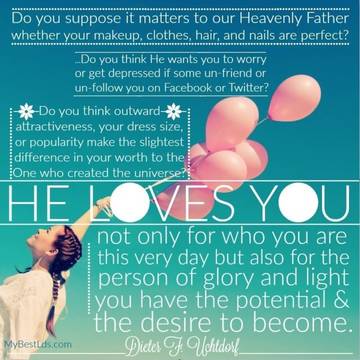 Do you suppose it matters to our Heavenly Father
whether your makeup, clothes, hair, and nails are perfect?
...Do you think He wants you to worry
or get depressed if some un-friend or
un-follow you on Facebook or Twitter?
Do you think outward
attractiveness, your dress size,
or popularity make the slightest
difference in your worth to the
One who created the universe?
HE LOVES YOU
not only for who you are
this very day but also for the
person of glory and light
you have the potential &
the desire to become.
Dieter F. Uchtdorf
MyBestLds.com